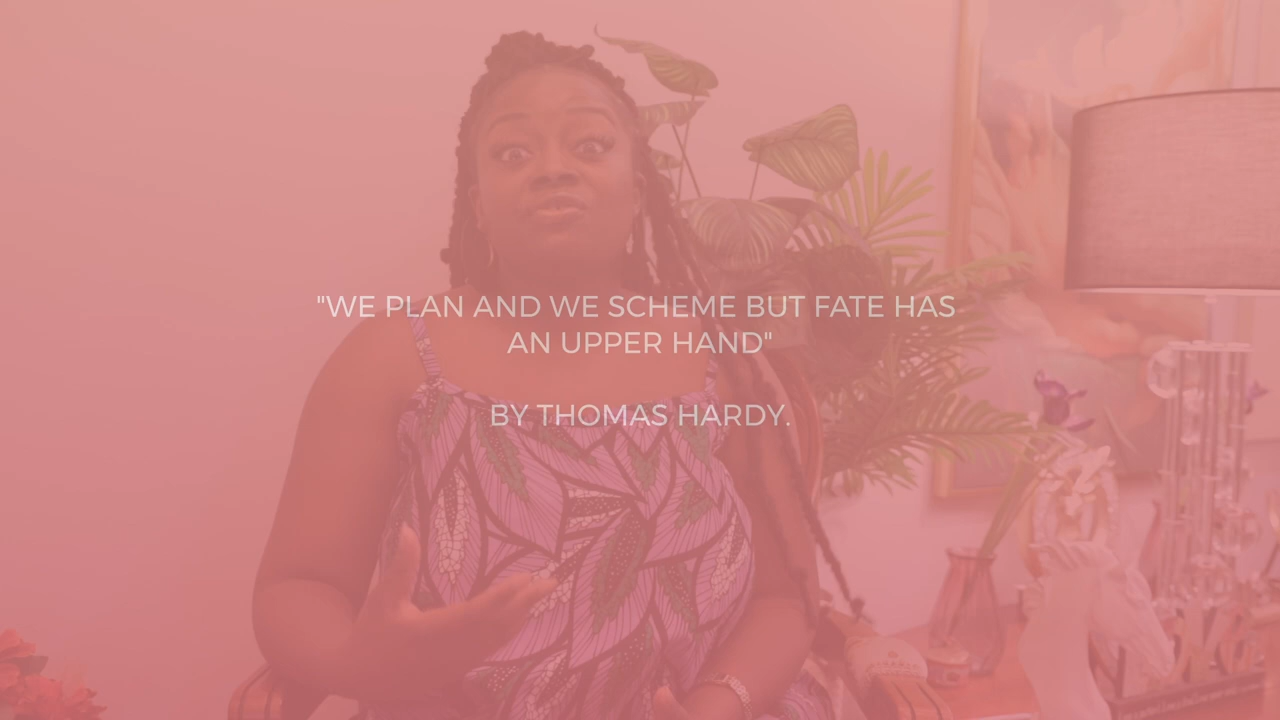 "WE PLAN AND WE SCHEME BUT FATE HAS
AN UPPER HAND"
BY THOMAS HARDY.